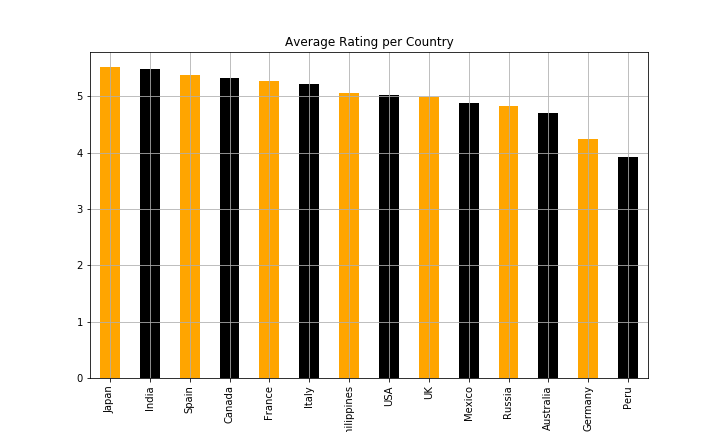 Average Rating per Country
5
4
3
2
1
0
Japan
India
Spain
Canada
France
Italy
hilippines
USA
UK
Mexico
Russia
Australia
Germany
Peru